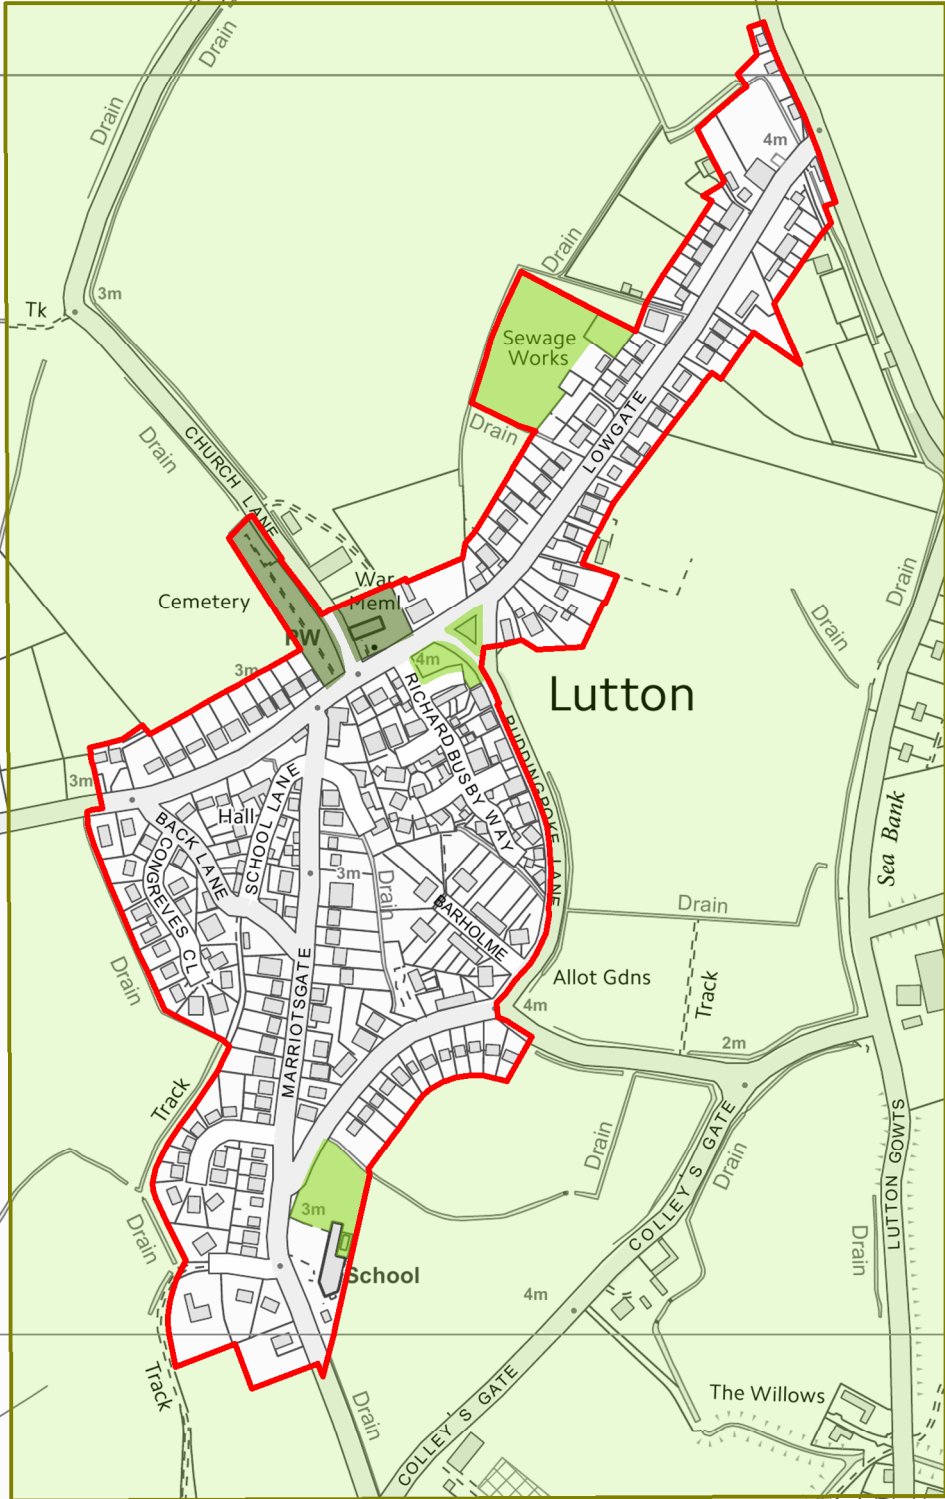 Drain
Drain
4m
Drain
Tk
3m
Sewage
Works
Drain
LOWGATE
Drain
CHURCH LANE
War
Meml
Cemetery
PW
4m
3m
Lutton
Drain
Drain
RICHARD BUSBY WAY
PUDDINGPOKE LANE
3m
Hall
BACK LANE
SCHOOL LANE
CONGREVES CL
3m
Drain
BARHOLME
Sea Bank
Drain
Drain
Allot Gdns
Track
4m
2m
MARRIOTSGATE
Track
Drain
COLLEY'S GATE
Drain
LUTTON GOWTS
Drain
Drain
3m
School
4m
Track
Drain
COLLEY'S GATE
The Willows